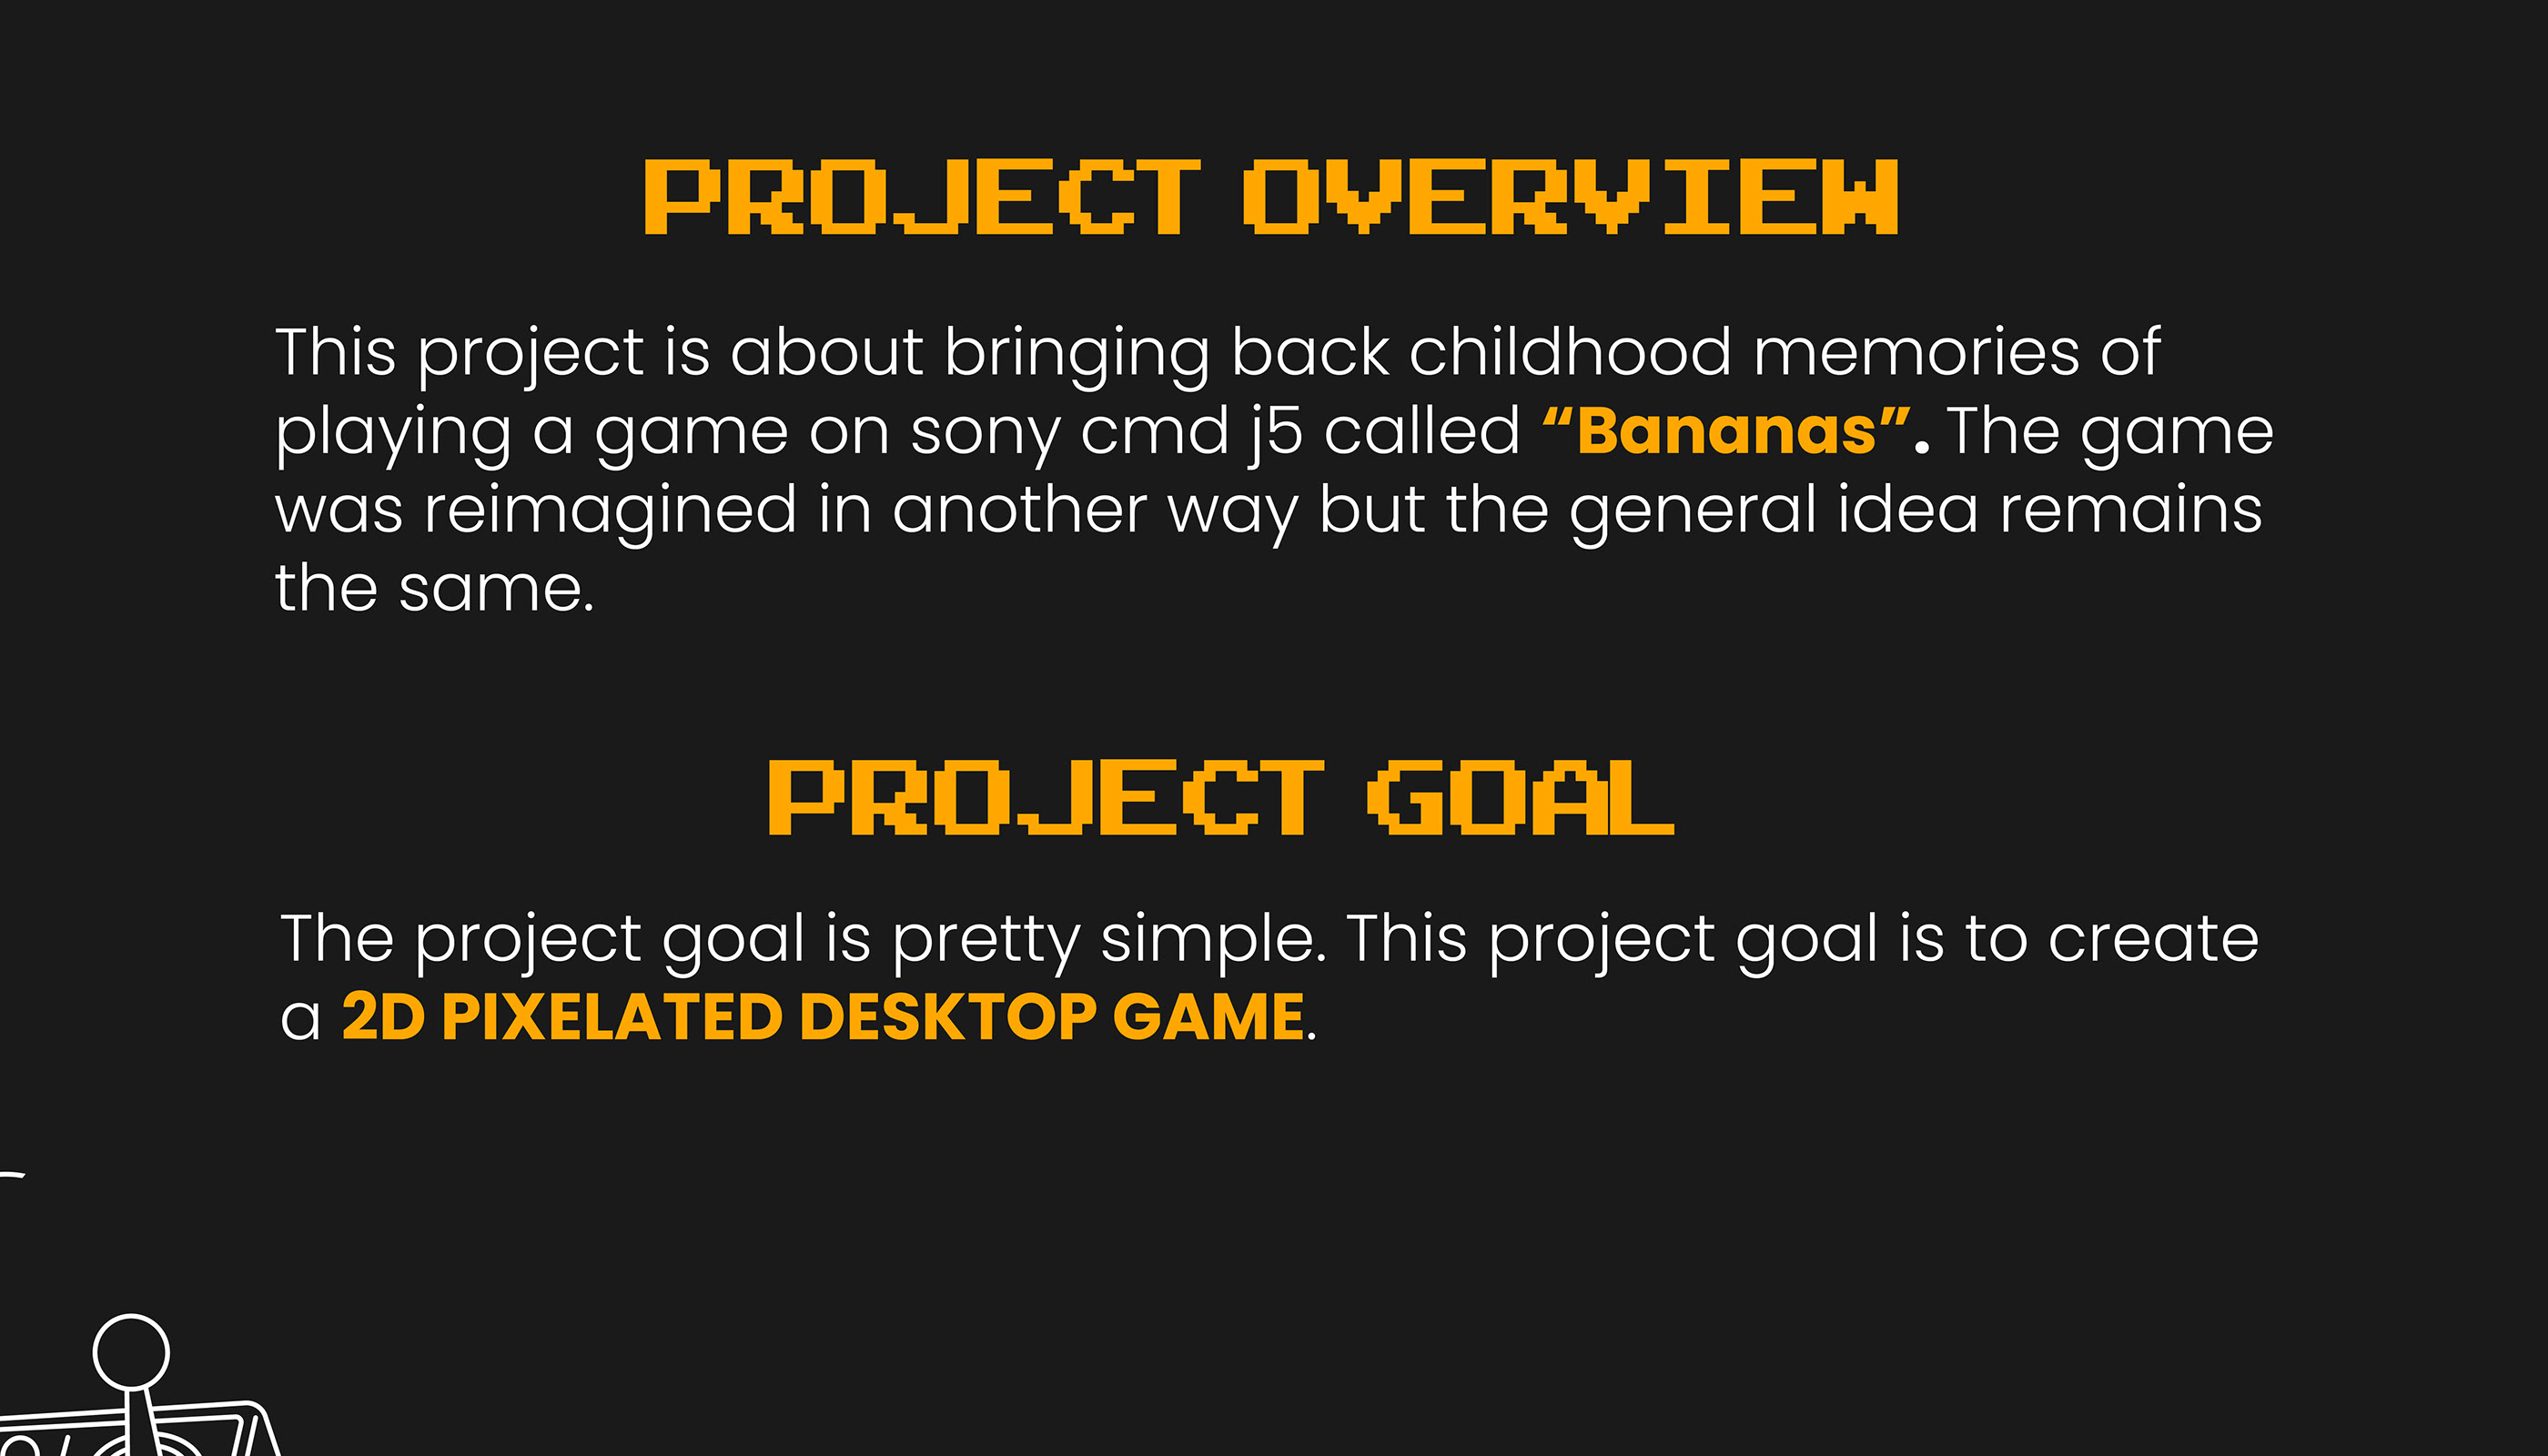 PROJECT OVERVIEW
This project is about bringing back childhood memories of
playing a game on sony cmd j5 called “Bananas”. The game
was reimagined in another way but the general idea remains
the same.
PROJECT GOAL
The project goal is pretty simple. This project goal is to create
a 2D PIXELATED DESKTOP GAME.